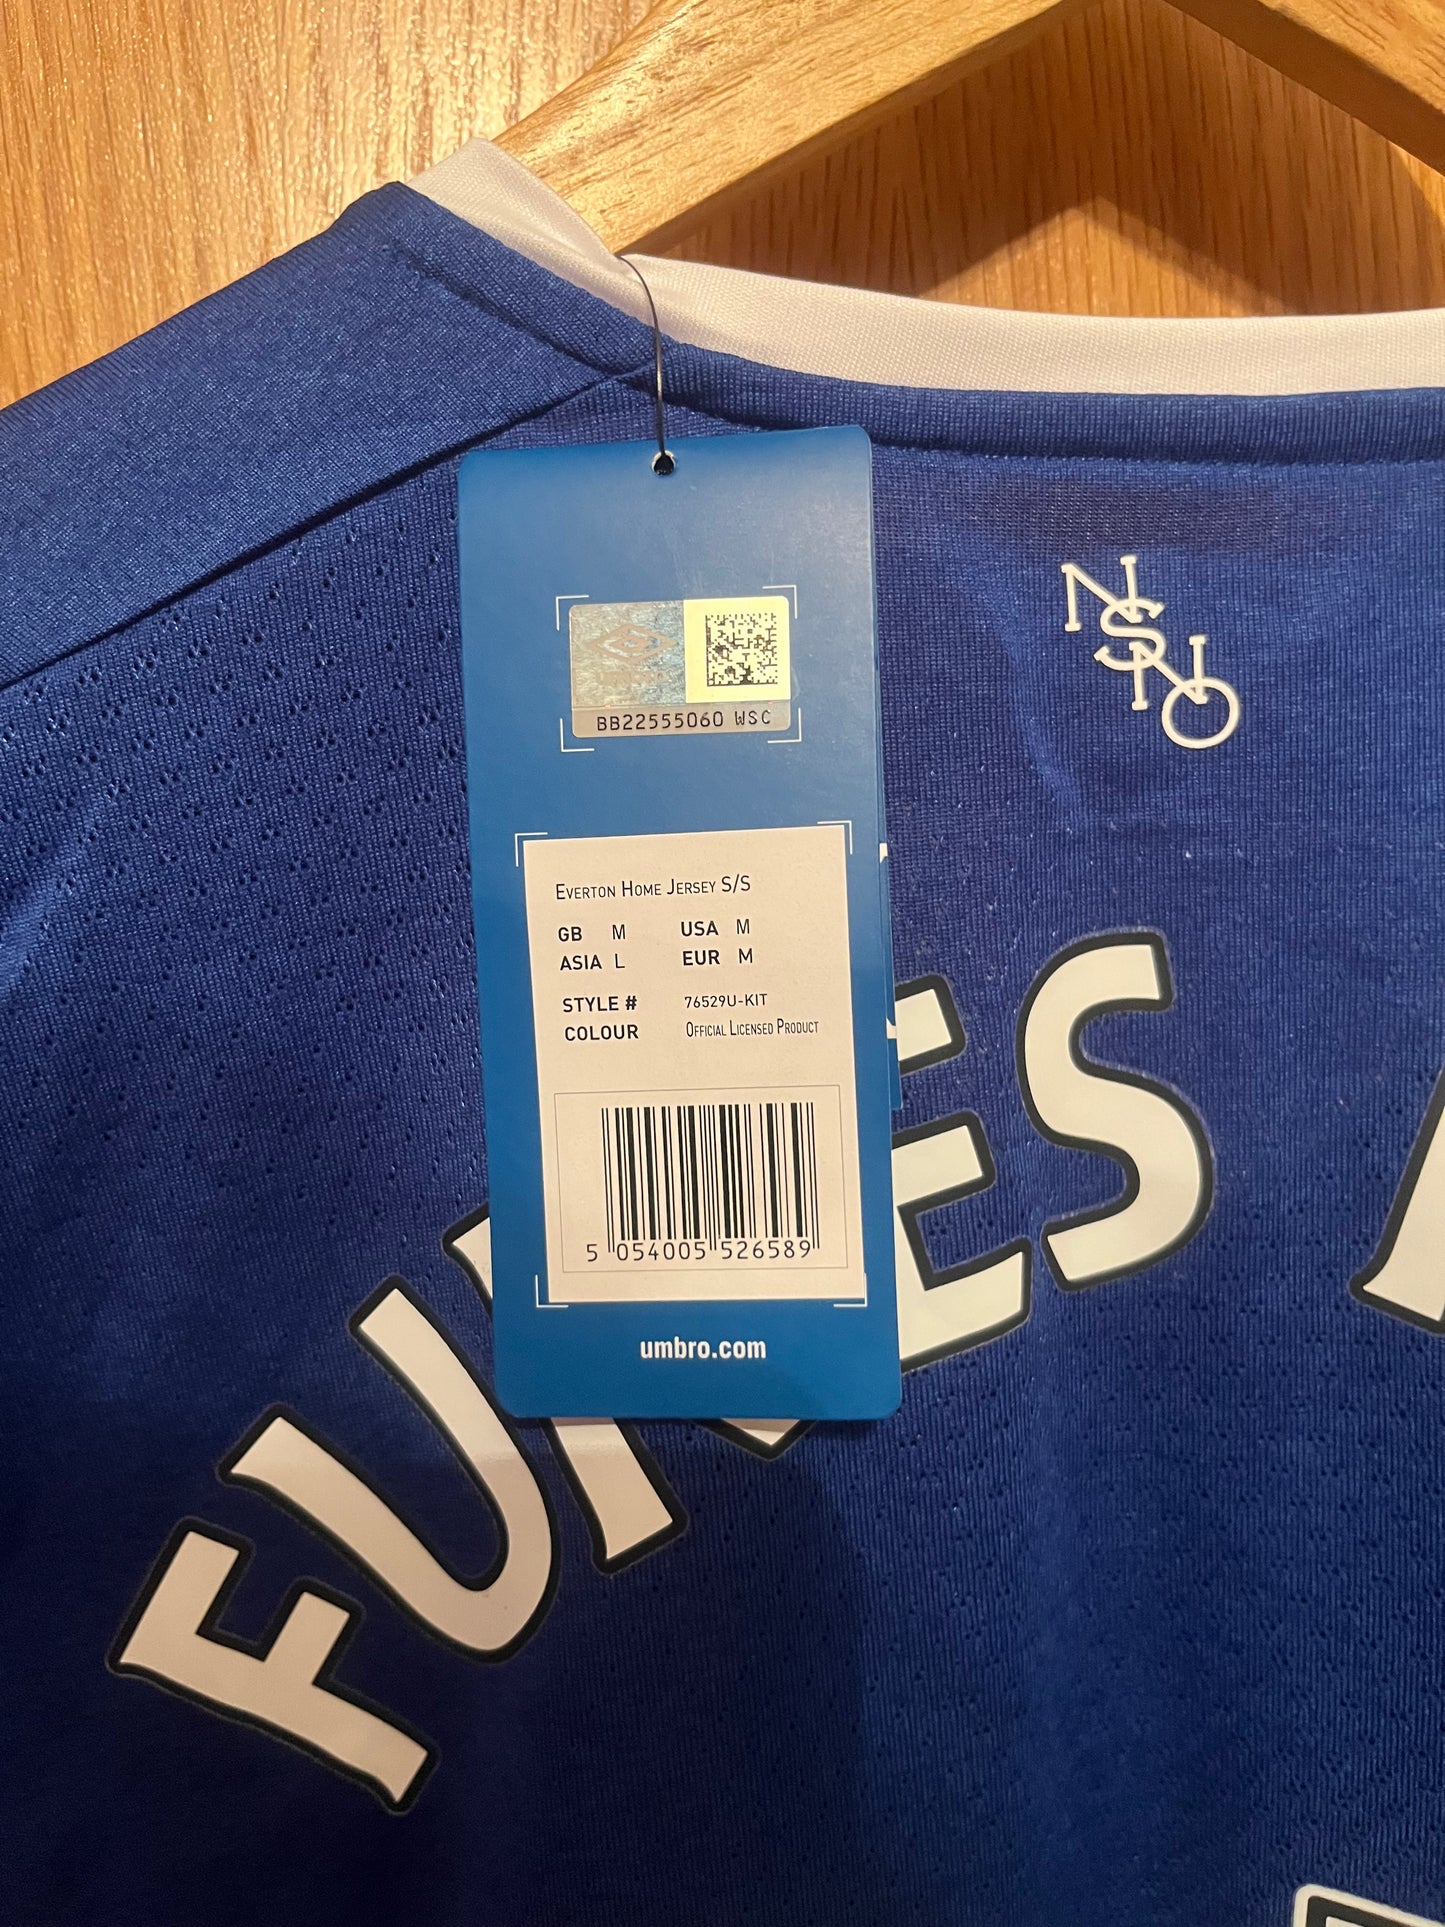 NSNO
BB22555060 WSC
Everton Home Jersey S/S
GB M USA M
ASIA L EUR M
STYLE # 76529U-KIT
COLOUR Official Licensed Product
5 054005 526589
umbro.com